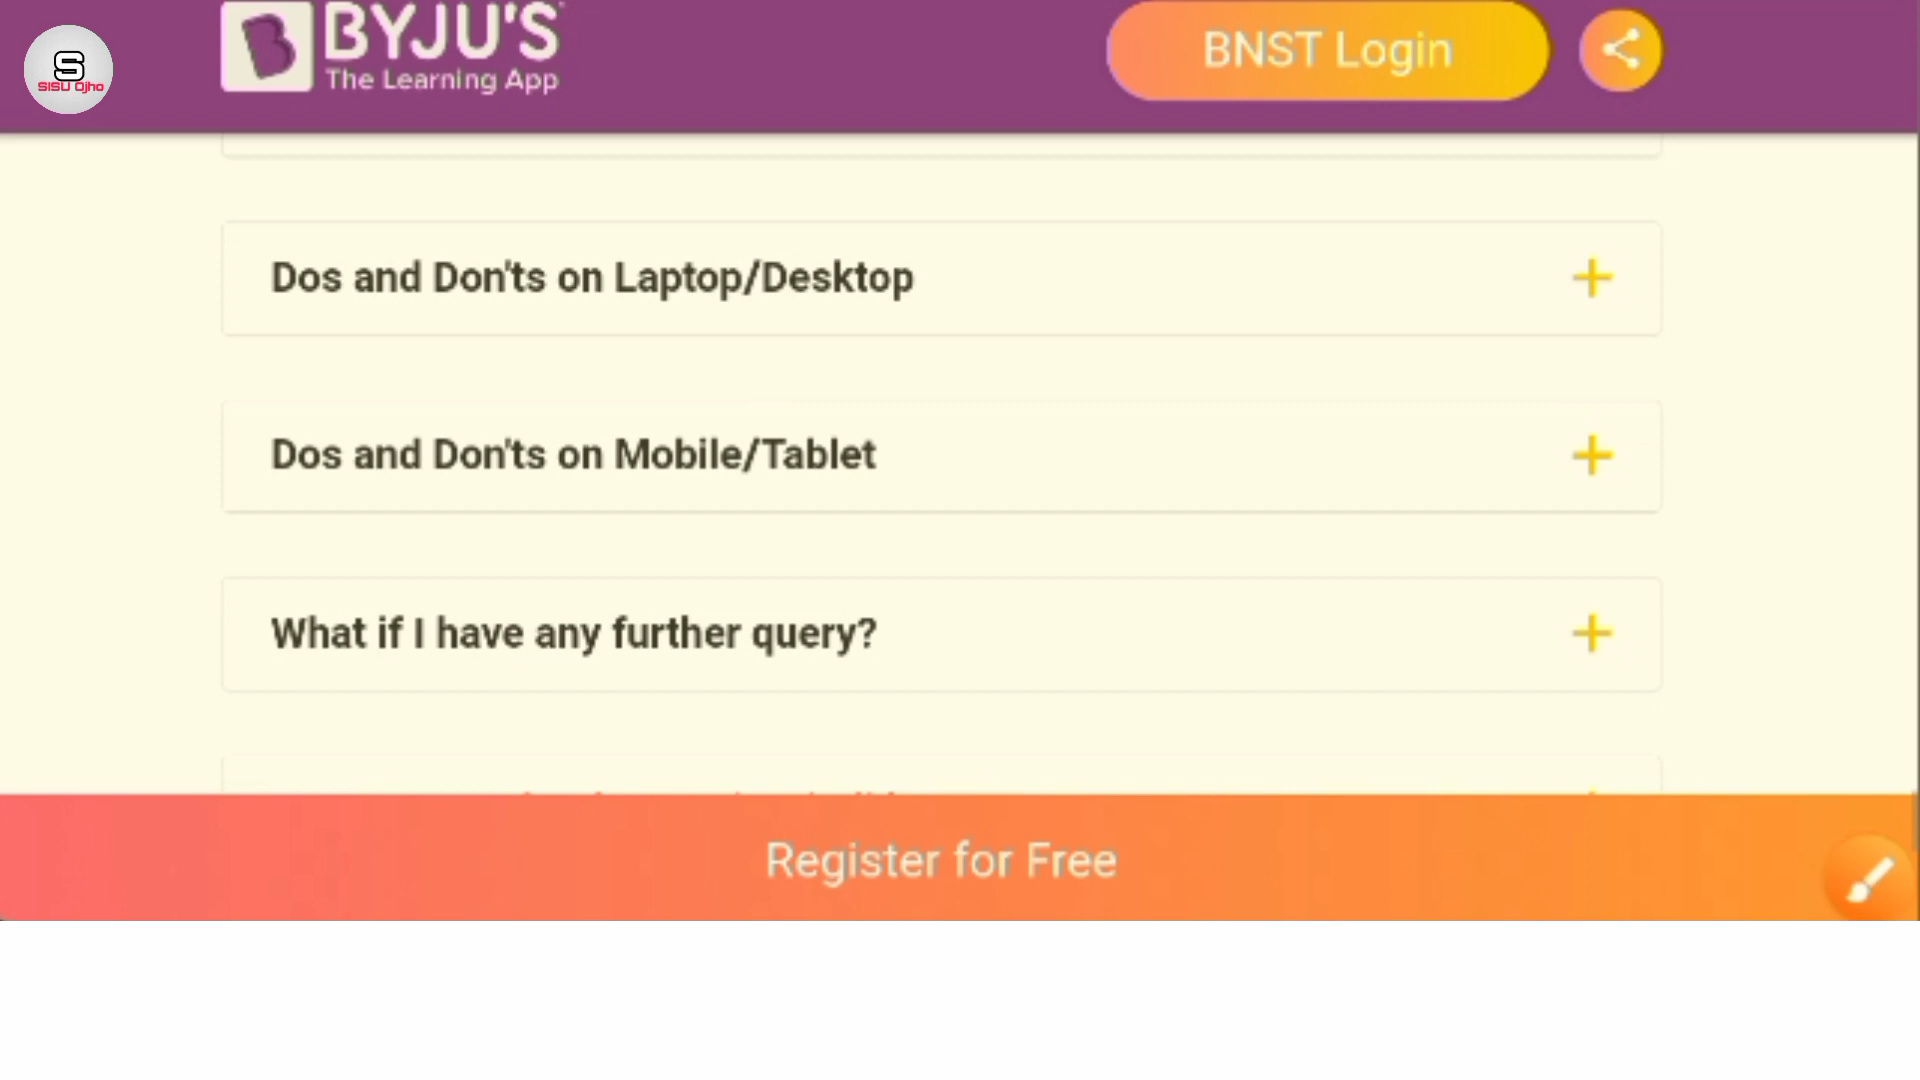 BYJU'S
The Learning App
BNST Login
S
SISU Ojho
Dos and Don'ts on Laptop/Desktop
Dos and Don'ts on Mobile/Tablet
What if I have any further query?
Register for Free